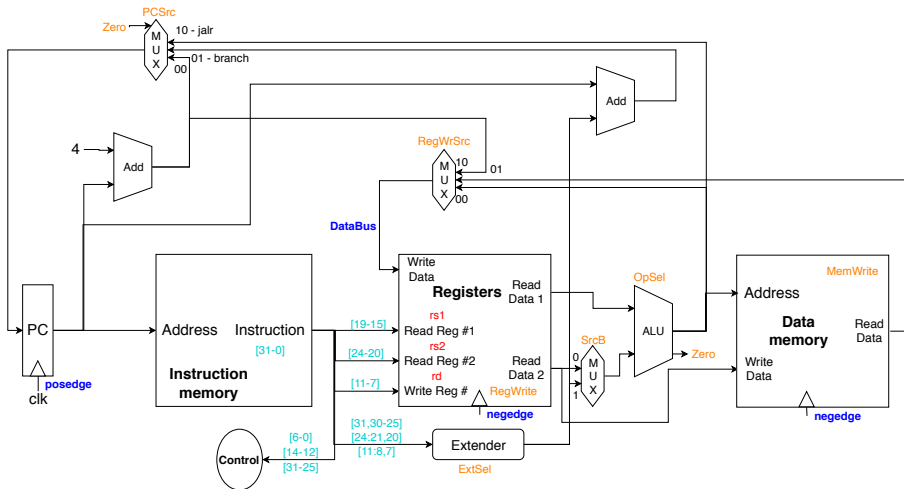 PCSrc
Zero
10 - jalr
M
U
X
01 - branch
00
4
Add
Add
RegWrSrc
M
U
X
10
01
00
DataBus
Write
Data
Registers
Read
Data 1
OpSel
MemWrite
PC
posedge
clk
Address
Instruction
[31-0]
Instruction
memory
[19-15]
rs1
Read Reg #1
[24-20]
rs2
Read Reg #2
[11-7]
rd
Write Reg #
Read
Data 2
RegWrite
negedge
SrcB
0
1
M
U
X
ALU
Zero
Address
Data
memory
Read
Data
Write
Data
negedge
[6-0]
[14-12]
[31-25]
Control
[31,30-25]
[24:21,20]
[11:8,7]
Extender
ExtSel